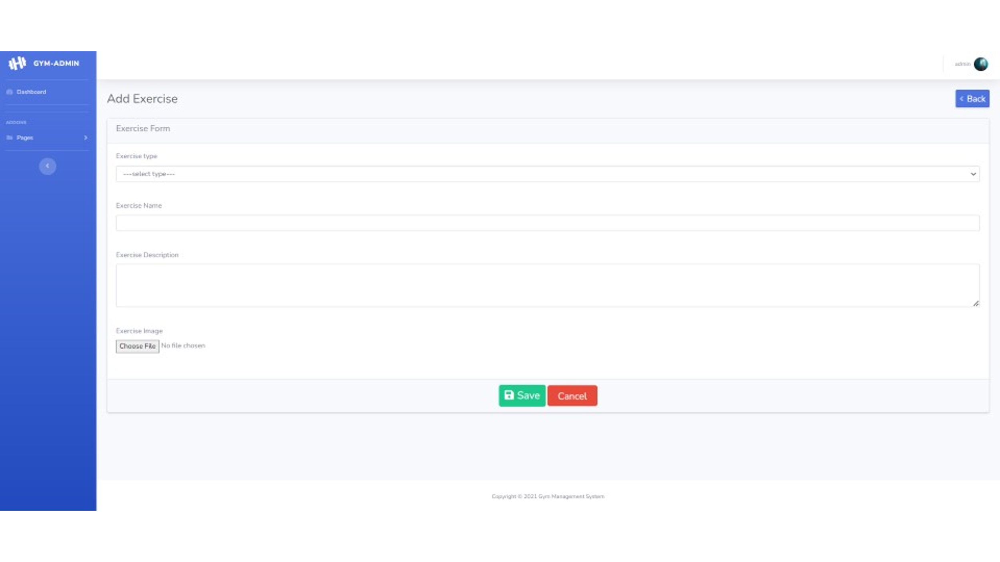 GYM-ADMIN
admin
Dashboard
ADDONS
Pages
Add Exercise
Back
Exercise Form
Exercise type
---select type---
Exercise Name
Exercise Description
Exercise Image
Choose File No file chosen
Save Cancel
Copyright © 2021 Gym Management System